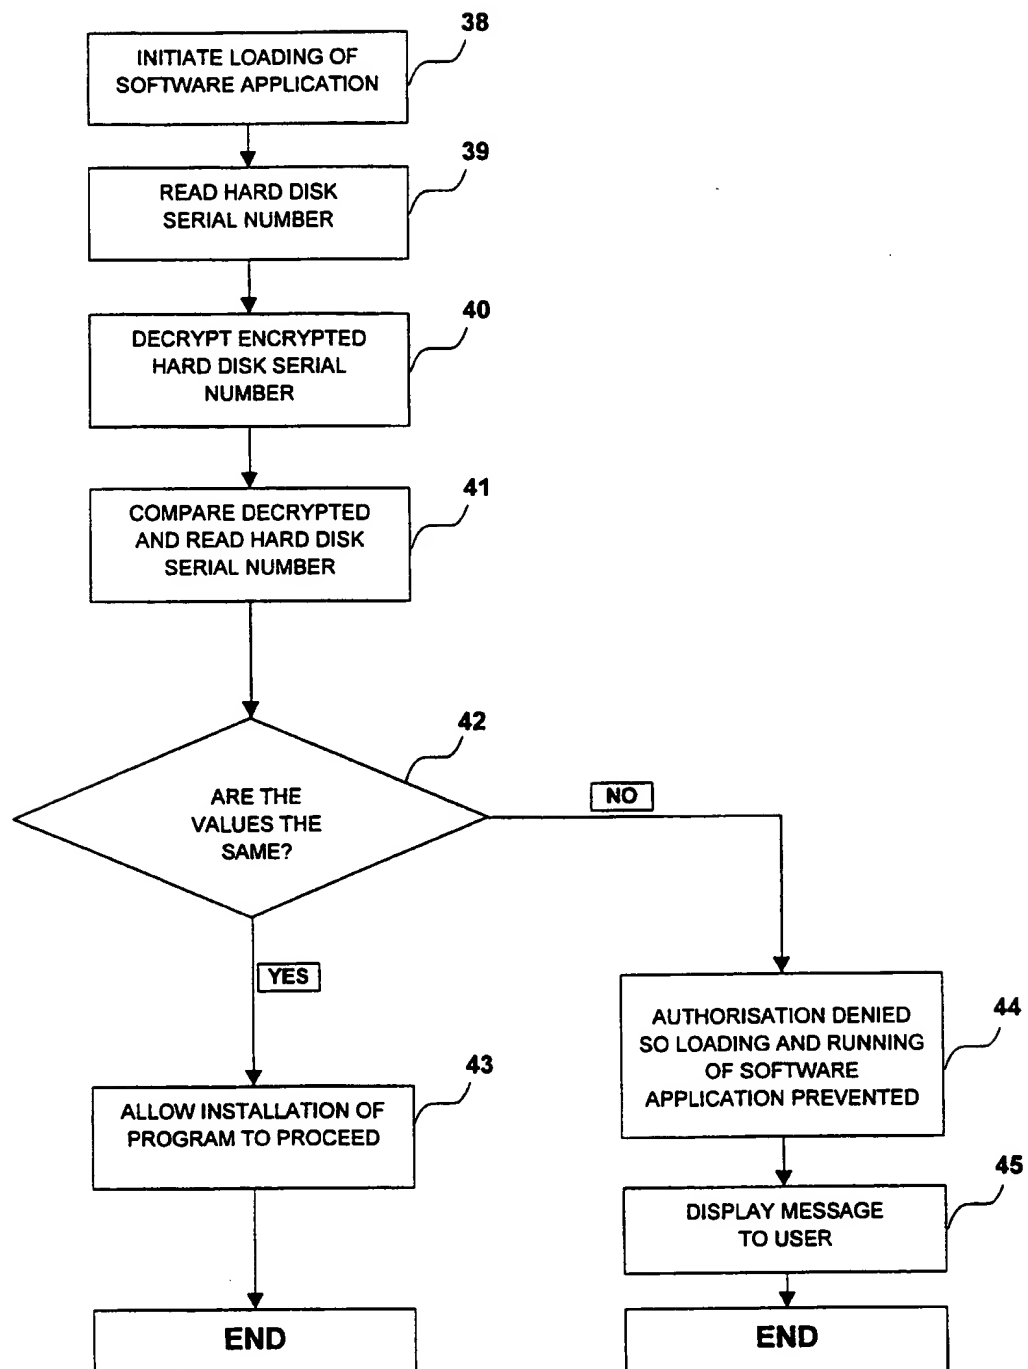 38
INITIATE LOADING OF
SOFTWARE APPLICATION
39
READ HARD DISK
SERIAL NUMBER
40
DECRYPT ENCRYPTED
HARD DISK SERIAL
NUMBER
41
COMPARE DECRYPTED
AND READ HARD DISK
SERIAL NUMBER
42
ARE THE
VALUES THE
SAME?
NO
YES
43
ALLOW INSTALLATION OF
PROGRAM TO PROCEED
END
44
AUTHORISATION DENIED
SO LOADING AND RUNNING
OF SOFTWARE
APPLICATION PREVENTED
45
DISPLAY MESSAGE
TO USER
END